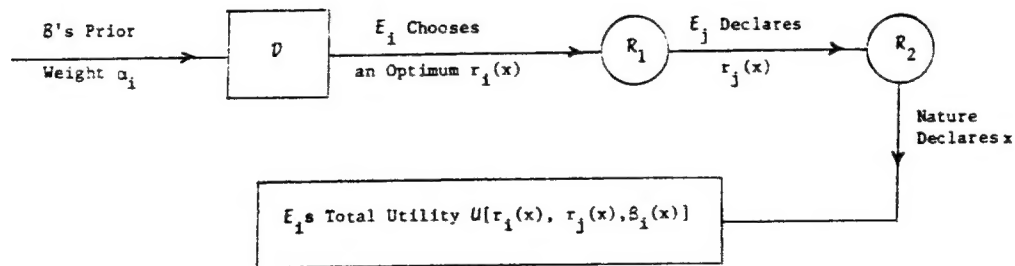 B's Prior
Weight α_i
D
E_i Chooses
an Optimum r_i(x)
R_1
E_j Declares
r_j(x)
R_2
Nature
Declares x
E_i s Total Utility U[r_i(x), r_j(x), β_i(x)]